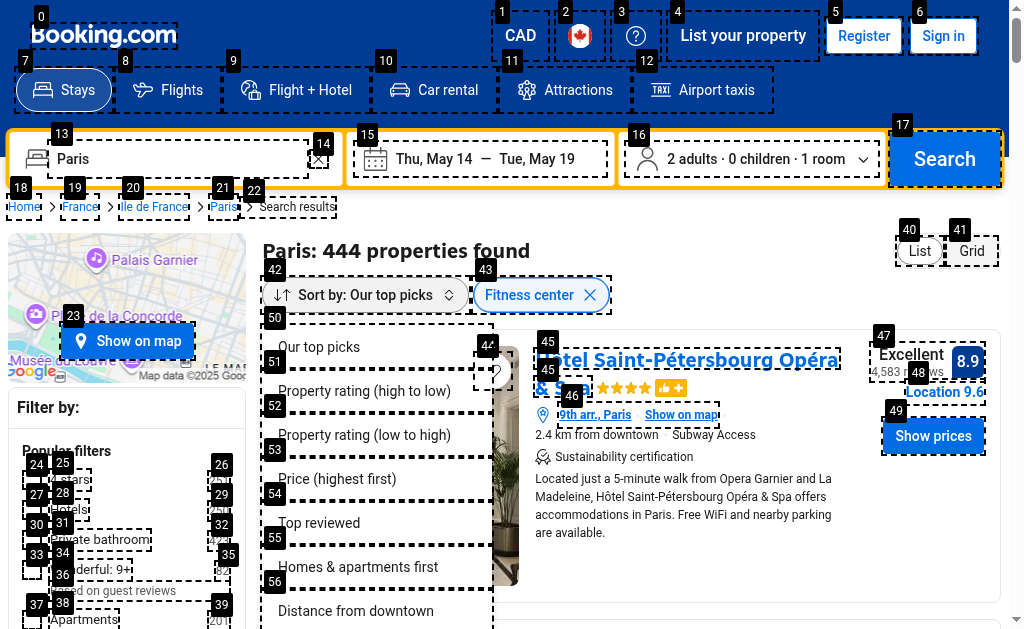 0
1
2
3
4
5
6
Booking.com
CAD
List your property
Register
Sign in
7
8
9
10
11
12
Stays
Flights
Flight + Hotel
Car rental
Attractions
Airport taxis
13
14
15
16
17
Paris
Thu, May 14 — Tue, May 19
2 adults · 0 children · 1 room
Search
18
19
20
21
22
Home
France
Ile de France
Paris
Search results
40
41
Paris: 444 properties found
List
Grid
Palais Garnier
de la Concorde
23
Show on map
Musée du Louvre
LE MAR
Google
Map data ©2025 Goo
42
43
Sort by: Our top picks
Fitness center
50
Our top picks
51
Property rating (high to low)
52
Property rating (low to high)
53
Price (highest first)
54
Top reviewed
55
Homes & apartments first
56
Distance from downtown
44
45
45
Hôtel Saint-Pétersbourg Opéra
& Spa
46
9th arr., Paris
Show on map
2.4 km from downtown · Subway Access
Sustainability certification
Located just a 5-minute walk from Opera Garnier and La
Madeleine, Hôtel Saint-Pétersbourg Opéra & Spa offers
accommodations in Paris. Free WiFi and nearby parking
are available.
47
Excellent
8.9
4,583
48
Location 9.6
49
Show prices
Filter by:
Popular filters
24
25
26
stars
27
28
29
Hotels
250
30
31
32
Private bathroom
423
33
34
35
Wonderful: 9+
82
36
Based on guest reviews
37
38
39
Apartments
201